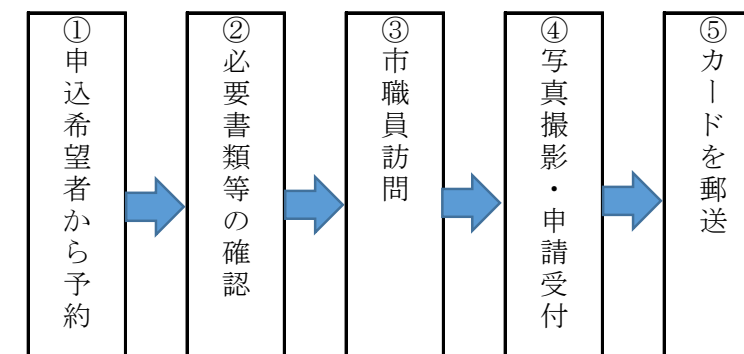 ①申込希望者から予約
②必要書類等の確認
③市職員訪問
④写真撮影・申請受付
⑤カードを郵送